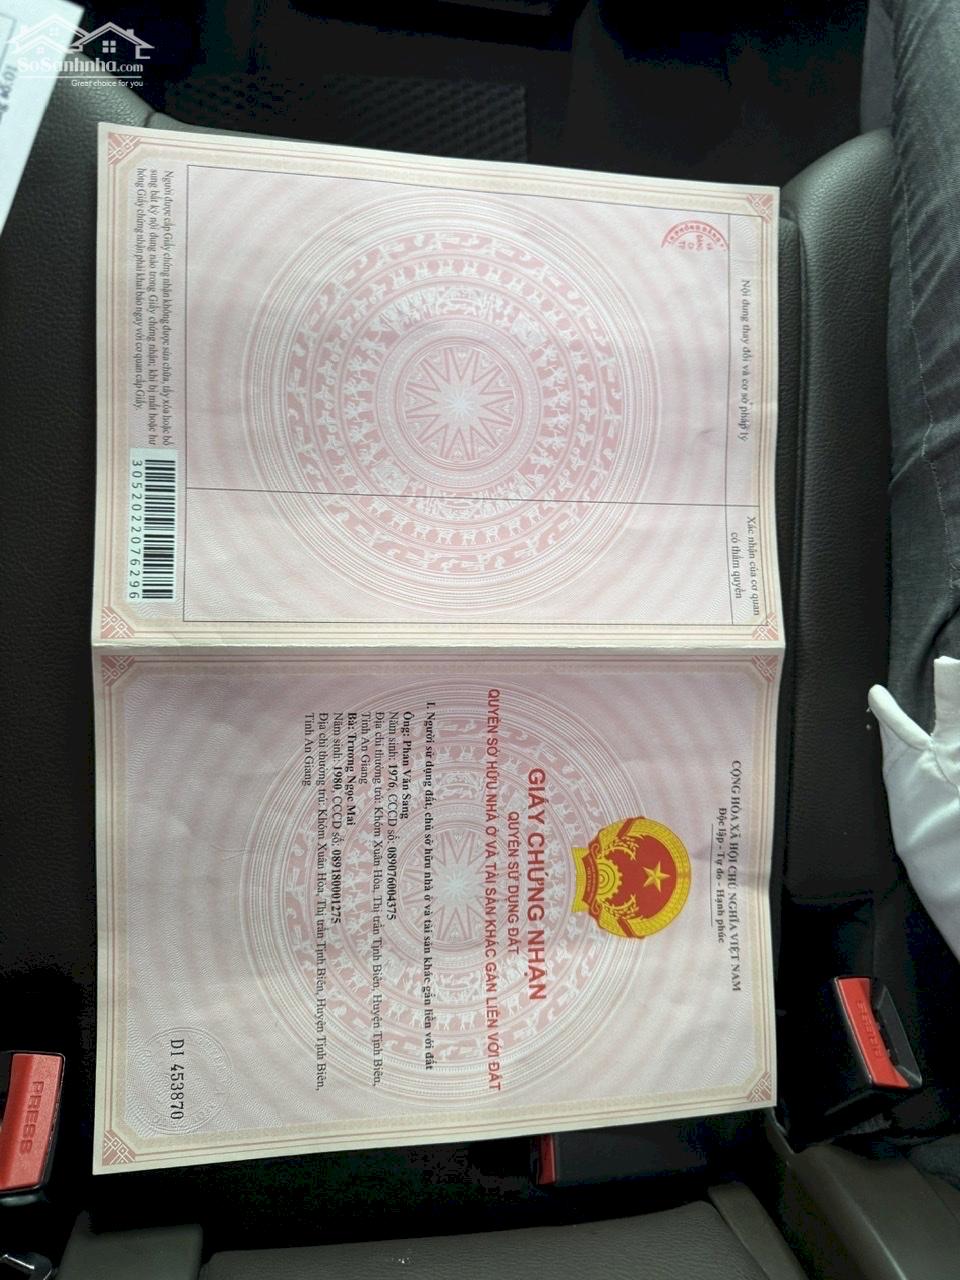 SoSanhnha.com
Great choice for you
Nội dung thay đổi và cơ sở pháp lý
Xác nhận của cơ quan
có thẩm quyền
Người được cấp Giấy chứng nhận không được sửa chữa, tẩy xóa hoặc bổ
sung bất kỳ nội dung nào trong Giấy chứng nhận; khi bị mất hoặc hư
hỏng Giấy chứng nhận phải khai báo ngay với cơ quan cấp Giấy.
3052022076296
CỘNG HÒA XÃ HỘI CHỦ NGHĨA VIỆT NAM
Độc lập - Tự do - Hạnh phúc
GIẤY CHỨNG NHẬN
QUYỀN SỬ DỤNG ĐẤT
QUYỀN SỞ HỮU NHÀ Ở VÀ TÀI SẢN KHÁC GẮN LIỀN VỚI ĐẤT
I. Người sử dụng đất, chủ sở hữu nhà ở và tài sản khác gắn liền với đất
Ông: Phan Văn Sang
Năm sinh: 1976, CCCD số: 089076004375
Địa chỉ thường trú: Khóm Xuân Hòa, Thị trấn Tịnh Biên, Huyện Tịnh Biên,
Tỉnh An Giang
Bà: Trương Ngọc Mai
Năm sinh: 1980, CCCD số: 089180001275
Địa chỉ thường trú: Khóm Xuân Hòa, Thị trấn Tịnh Biên, Huyện Tịnh Biên,
Tỉnh An Giang
DI 453870
PRESS
PRESS